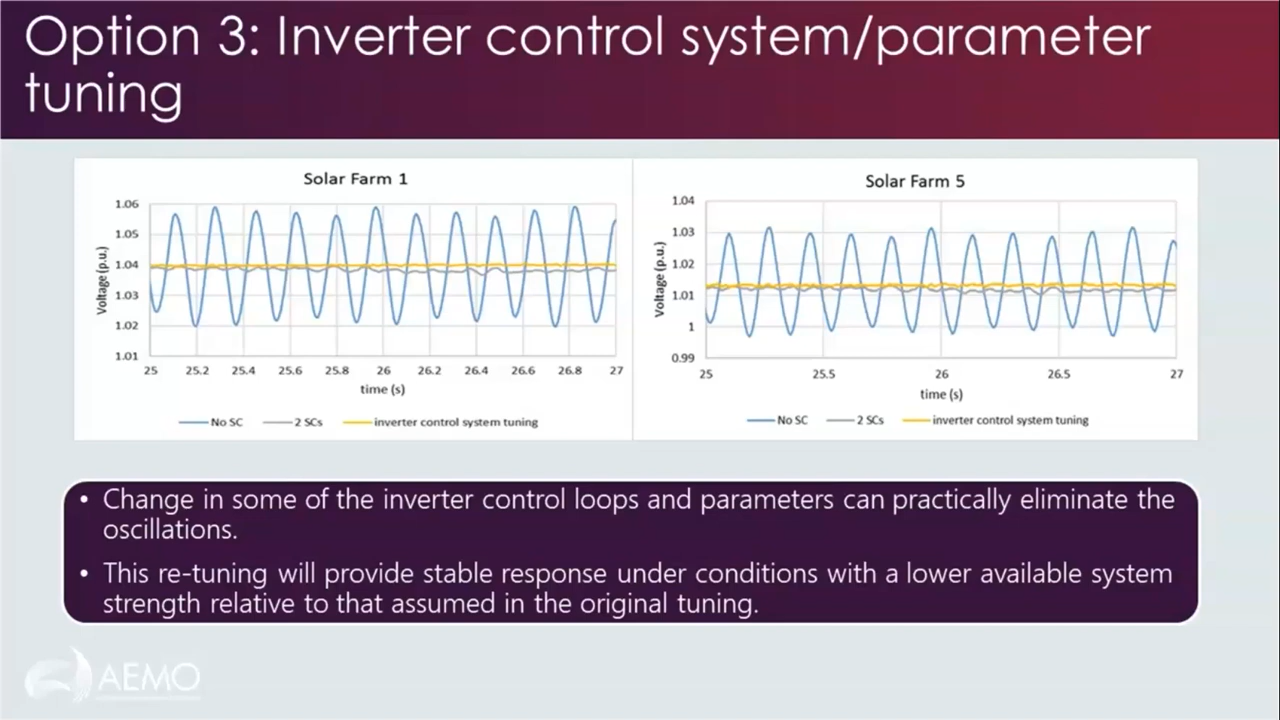 Option 3: Inverter control system/parameter
tuning
Solar Farm 1
Voltage (p.u.)
1.06
1.05
1.04
1.03
1.02
1.01
25 25.2 25.4 25.6 25.8 26 26.2 26.4 26.6 26.8 27
time (s)
No SC 2 SCs inverter control system tuning
Solar Farm 5
Voltage (p.u.)
1.04
1.03
1.02
1.01
1
0.99
25 25.5 26 26.5 27
time (s)
No SC 2 SCs inverter control system tuning
• Change in some of the inverter control loops and parameters can practically eliminate the
oscillations.
• This re-tuning will provide stable response under conditions with a lower available system
strength relative to that assumed in the original tuning.
AEMO